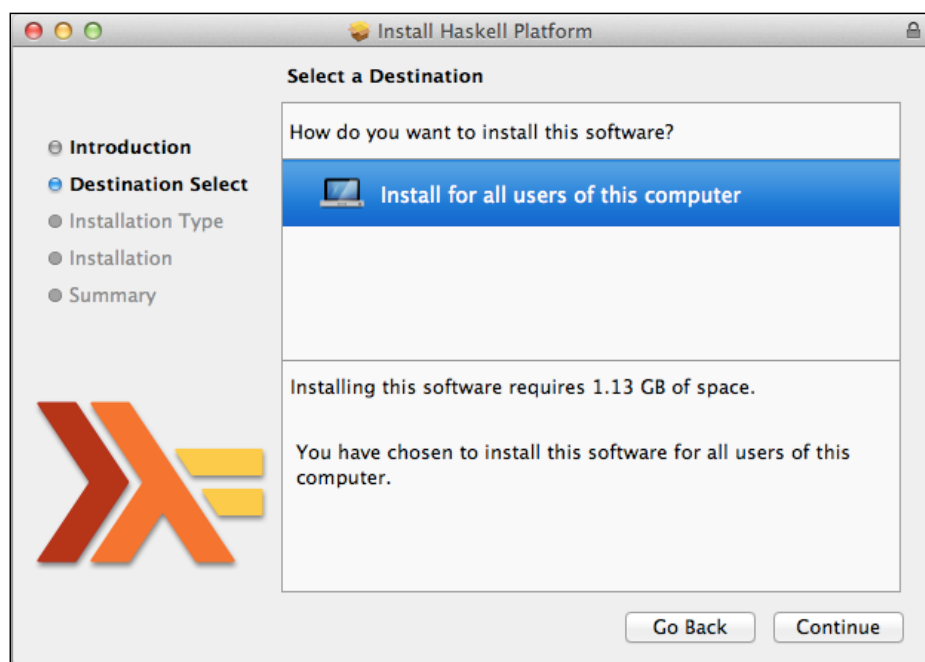 Install Haskell Platform
Select a Destination
Introduction
Destination Select
Installation Type
Installation
Summary
How do you want to install this software?
Install for all users of this computer
Installing this software requires 1.13 GB of space.
You have chosen to install this software for all users of this
computer.
Go Back
Continue